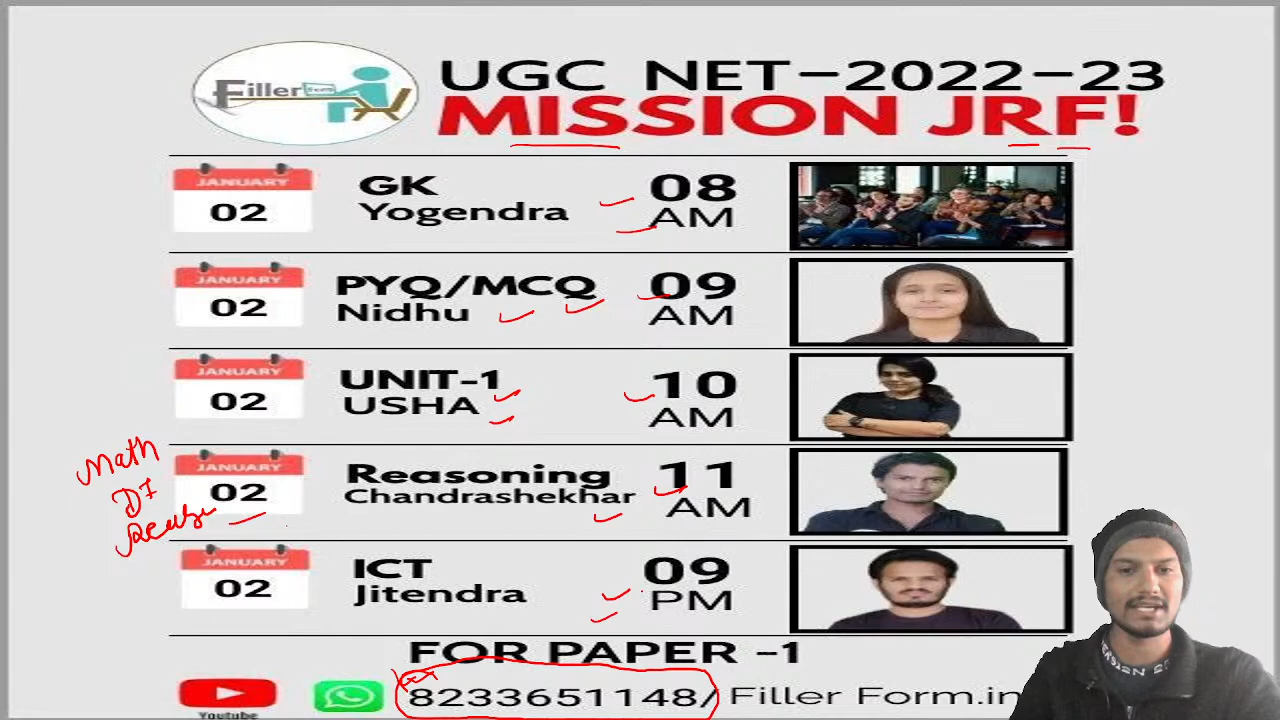 Filler Form
UGC NET-2022-23
MISSION JRF!
JANUARY
02
GK
Yogendra
08
AM
JANUARY
02
PYQ/MCQ
Nidhu
09
AM
JANUARY
02
UNIT-1
USHA
10
AM
Math
DI
JANUARY
02
Reasoning
Chandrashekhar
11
AM
JANUARY
02
ICT
Jitendra
09
PM
FOR PAPER -1
Youtube
8233651148/Filler Form.in